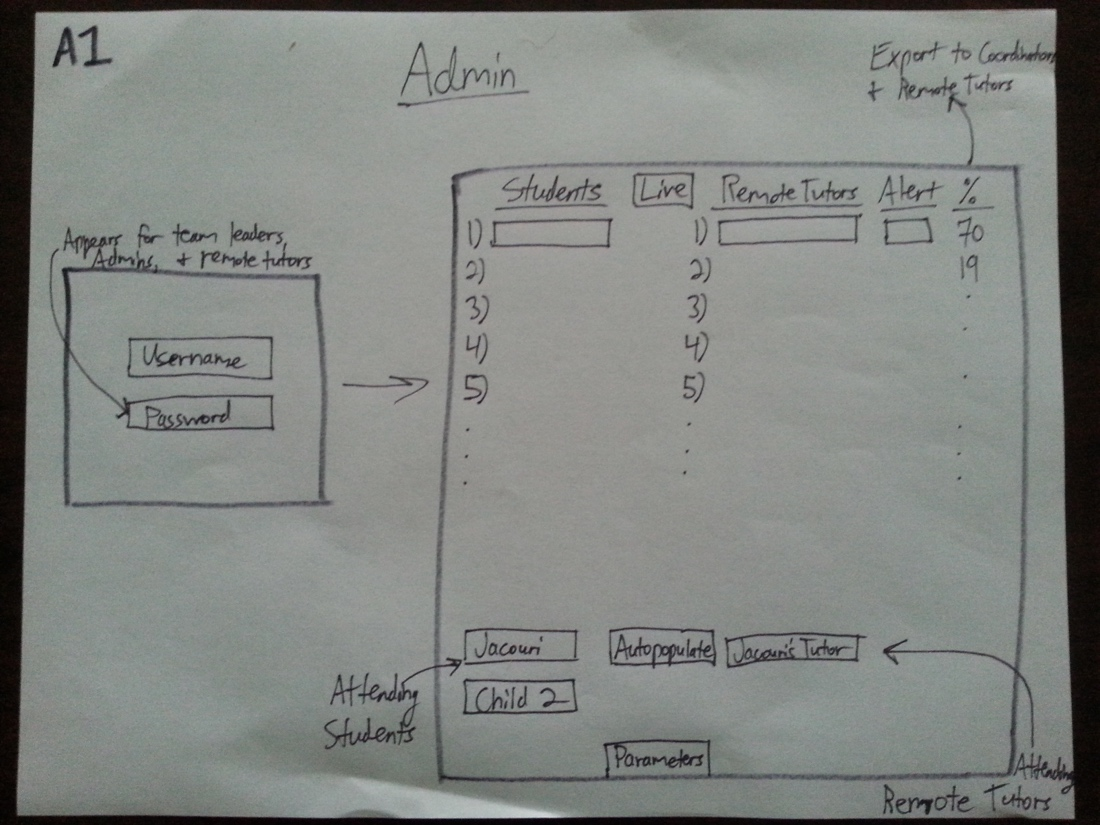 A1
Admin
Export to Coordinators
+ Remote Tutors
Appears for team leaders,
Admins, + remote tutors
Username
Password
Students Live Remote Tutors Alert %
1) 1) 70
2) 2) 19
3) 3)
4) 4)
5) 5)
Jacouri Autopopulate Jacouri's Tutor
Child 2
Attending
Students
Parameters
Attending
Remote Tutors